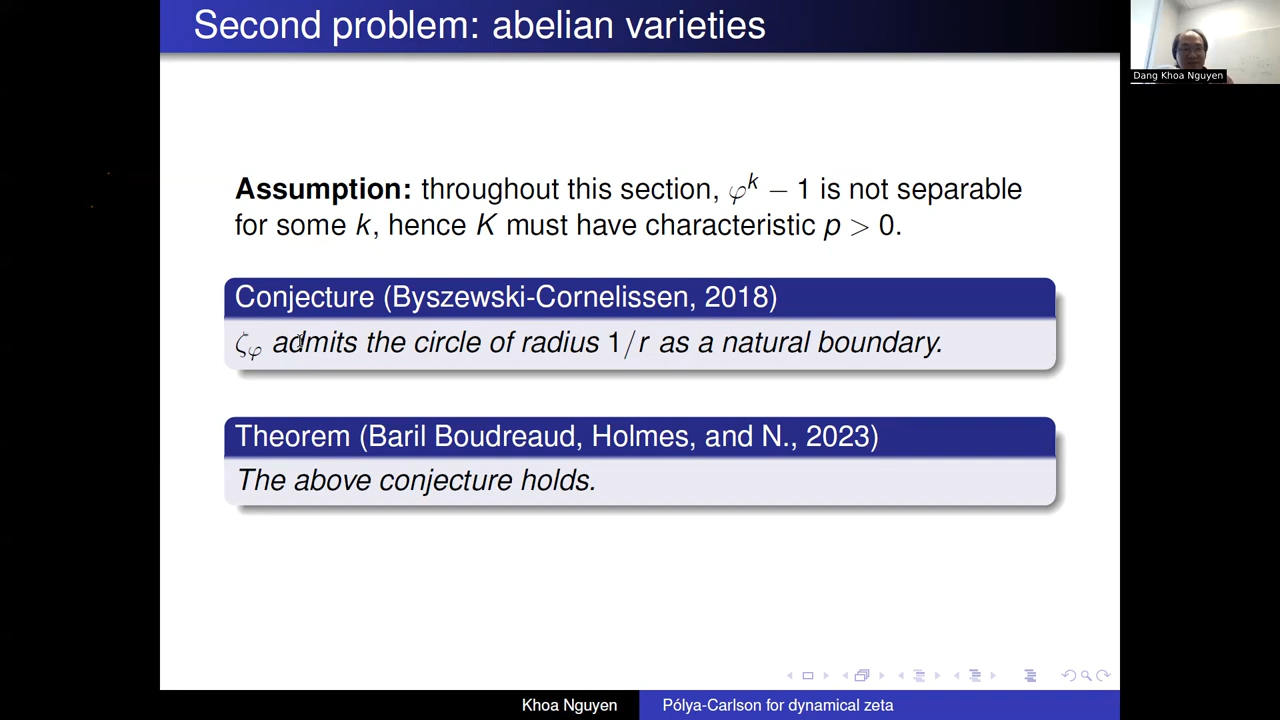 Second problem: abelian varieties
Dang Khoa Nguyen
Assumption: throughout this section, φ^k − 1 is not separable
for some k, hence K must have characteristic p > 0.
Conjecture (Byszewski-Cornelissen, 2018)
ζ_φ admits the circle of radius 1/r as a natural boundary.
Theorem (Baril Boudreaud, Holmes, and N., 2023)
The above conjecture holds.
Khoa Nguyen
Pólya-Carlson for dynamical zeta